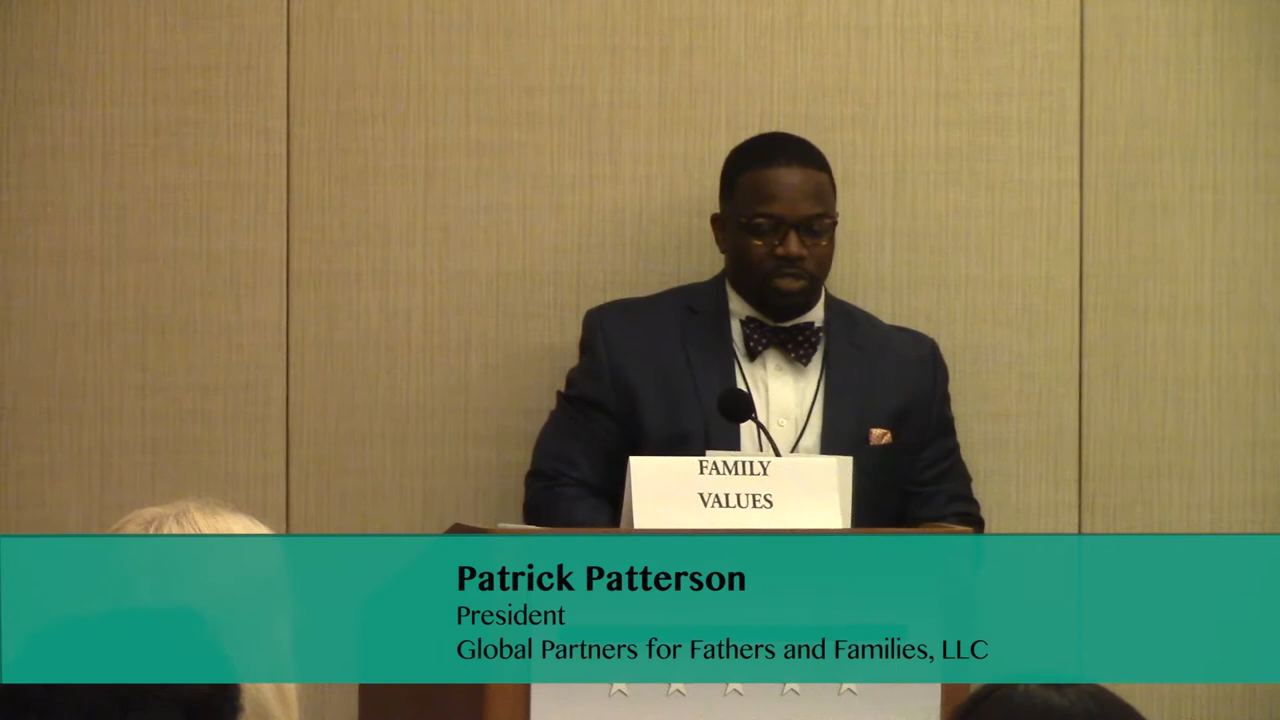 FAMILY
VALUES
Patrick Patterson
President
Global Partners for Fathers and Families, LLC